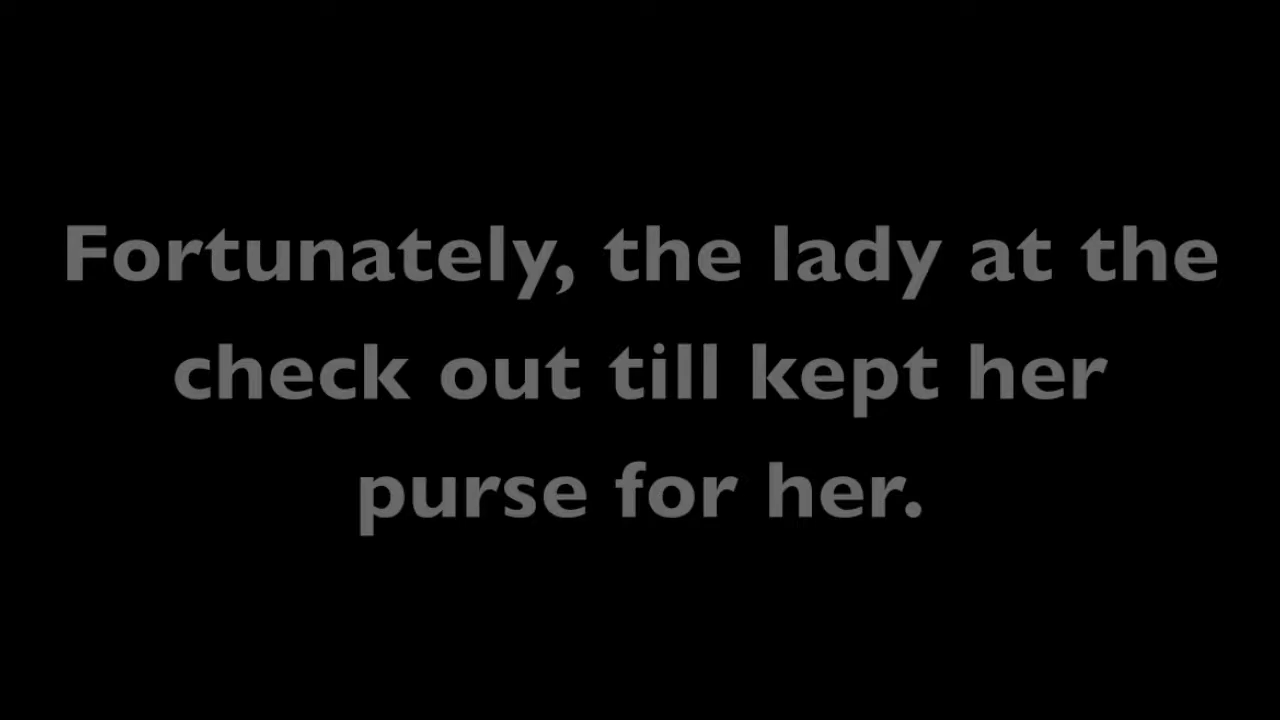 Fortunately, the lady at the
check out till kept her
purse for her.